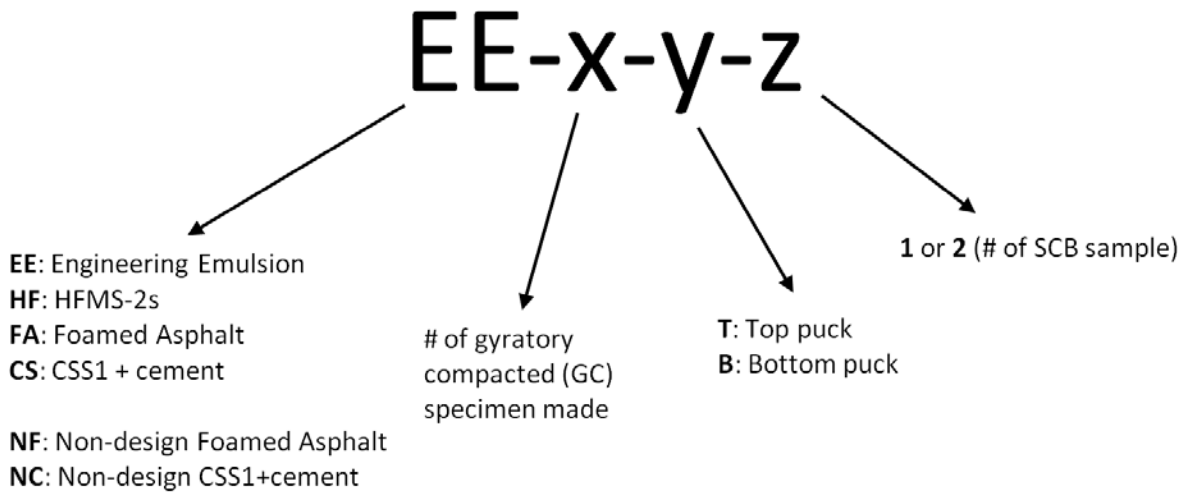 EE-x-y-z
EE: Engineering Emulsion
HF: HFMS-2s
FA: Foamed Asphalt
CS: CSS1 + cement
NF: Non-design Foamed Asphalt
NC: Non-design CSS1+cement
# of gyratory
compacted (GC)
specimen made
T: Top puck
B: Bottom puck
1 or 2 (# of SCB sample)